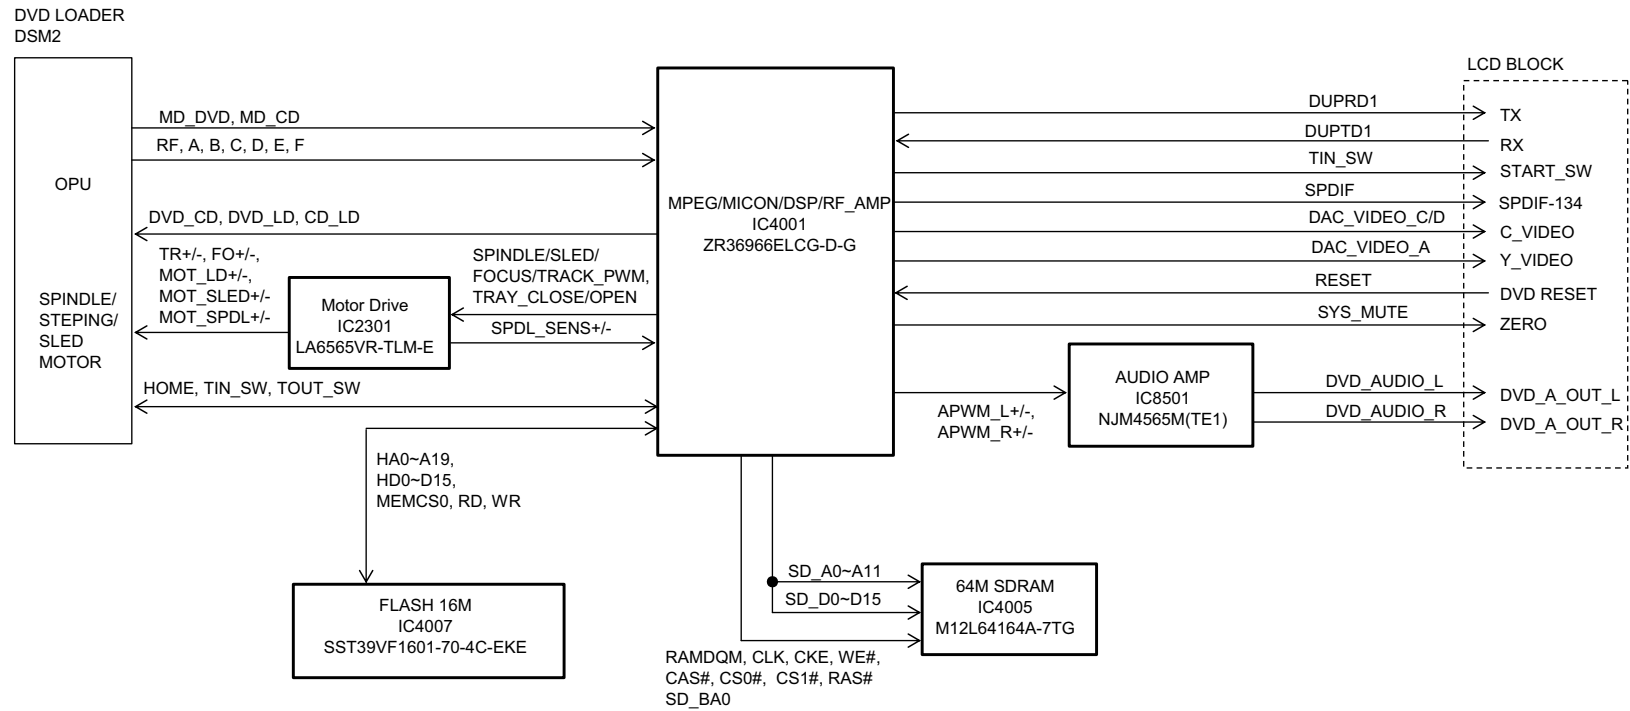 DVD LOADER
DSM2
OPU
SPINDLE/
STEPING/
SLED
MOTOR
MD_DVD, MD_CD
RF, A, B, C, D, E, F
DVD_CD, DVD_LD, CD_LD
TR+/-, FO+/-,
MOT_LD+/-,
MOT_SLED+/-
MOT_SPDL+/-
Motor Drive
IC2301
LA6565VR-TLM-E
SPINDLE/SLED/
FOCUS/TRACK_PWM,
TRAY_CLOSE/OPEN
SPDL_SENS+/-
HOME, TIN_SW, TOUT_SW
HA0~A19,
HD0~D15,
MEMCS0, RD, WR
FLASH 16M
IC4007
SST39VF1601-70-4C-EKE
MPEG/MICON/DSP/RF_AMP
IC4001
ZR36966ELCG-D-G
SD_A0~A11
SD_D0~D15
RAMDQM, CLK, CKE, WE#,
CAS#, CS0#, CS1#, RAS#
SD_BA0
64M SDRAM
IC4005
M12L64164A-7TG
APWM_L+/-,
APWM_R+/-
AUDIO AMP
IC8501
NJM4565M(TE1)
DUPRD1
DUPTD1
TIN_SW
SPDIF
DAC_VIDEO_C/D
DAC_VIDEO_A
RESET
SYS_MUTE
DVD_AUDIO_L
DVD_AUDIO_R
LCD BLOCK
TX
RX
START_SW
SPDIF-134
C_VIDEO
Y_VIDEO
DVD RESET
ZERO
DVD_A_OUT_L
DVD_A_OUT_R